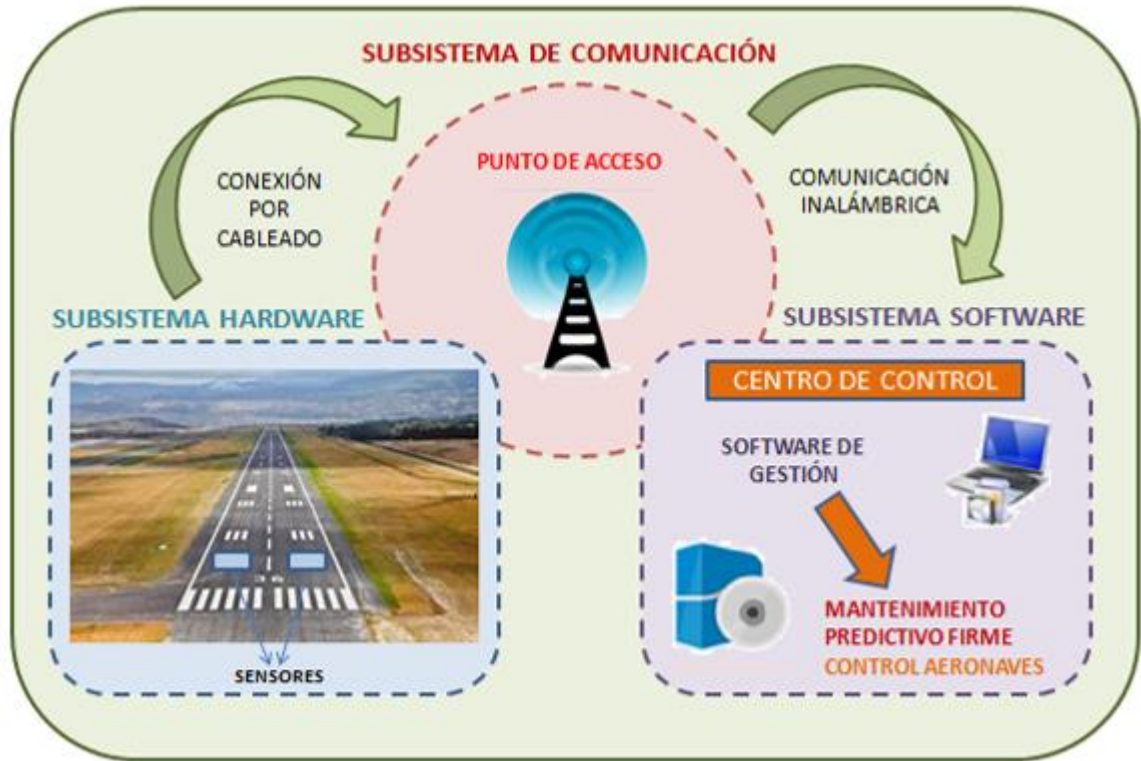 SUBSISTEMA DE COMUNICACIÓN
CONEXIÓN
POR
CABLEADO
PUNTO DE ACCESO
COMUNICACIÓN
INALÁMBRICA
SUBSISTEMA HARDWARE
36
SENSORES
SUBSISTEMA SOFTWARE
CENTRO DE CONTROL
SOFTWARE DE
GESTIÓN
MANTENIMIENTO
PREDICTIVO FIRME
CONTROL AERONAVES